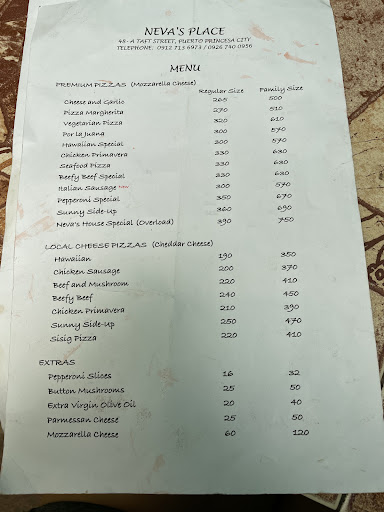 NEVA'S PLACE
48-A TAFT STREET, PUERTO PRINCESA CITY
TELEPHONE: 0912 713 6973 / 0926 740 0956
MENU
PREMIUM PIZZAS (Mozzarella Cheese) Regular Size Family Size
Cheese and Garlic 265 500
Pizza Margherita 270 510
Vegetarian Pizza 320 610
Por la Juana 300 570
Hawaiian Special 300 570
Chicken Primavera 330 630
Seafood Pizza 330 630
Beefy Beef Special 330 630
Italian Sausage New 300 570
Pepperoni Special 350 670
Sunny Side-Up 360 690
Neva's House Special (Overload) 390 750
LOCAL CHEESE PIZZAS (Cheddar Cheese)
Hawaiian 190 350
Chicken Sausage 200 370
Beef and Mushroom 220 410
Beefy Beef 240 450
Chicken Primavera 210 390
Sunny Side-Up 250 470
Sisig Pizza 220 410
EXTRAS
Pepperoni Slices 16 32
Button Mushrooms 25 50
Extra Virgin Olive Oil 20 40
Parmessan Cheese 25 50
Mozzarella Cheese 60 120